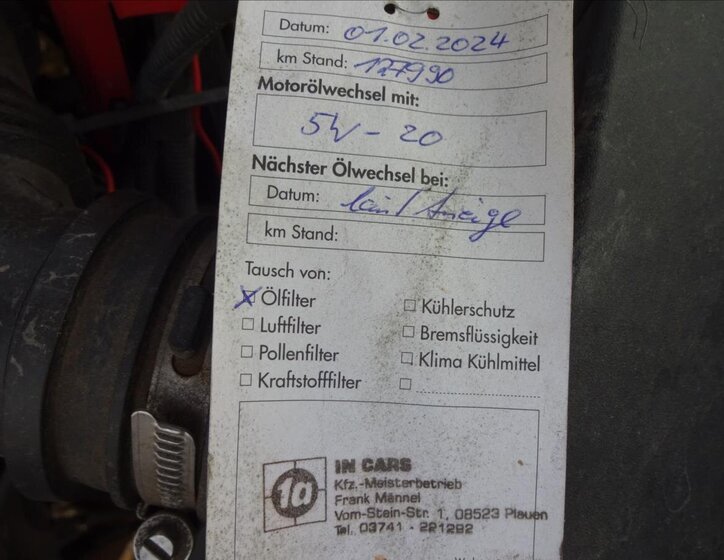 Datum: 01.02.2024
km Stand: 127990
Motorölwechsel mit:
5W-20
Nächster Ölwechsel bei:
Datum: laut Anzeige
km Stand:
Tausch von:
Ölfilter
Kühlerschutz
Luftfilter
Bremsflüssigkeit
Pollenfilter
Klima Kühlmittel
Kraftstofffilter
1a
IN CARS
Kfz.-Meisterbetrieb
Frank Männel
Vom-Stein-Str. 1, 08523 Plauen
Tel. 03741 - 221292